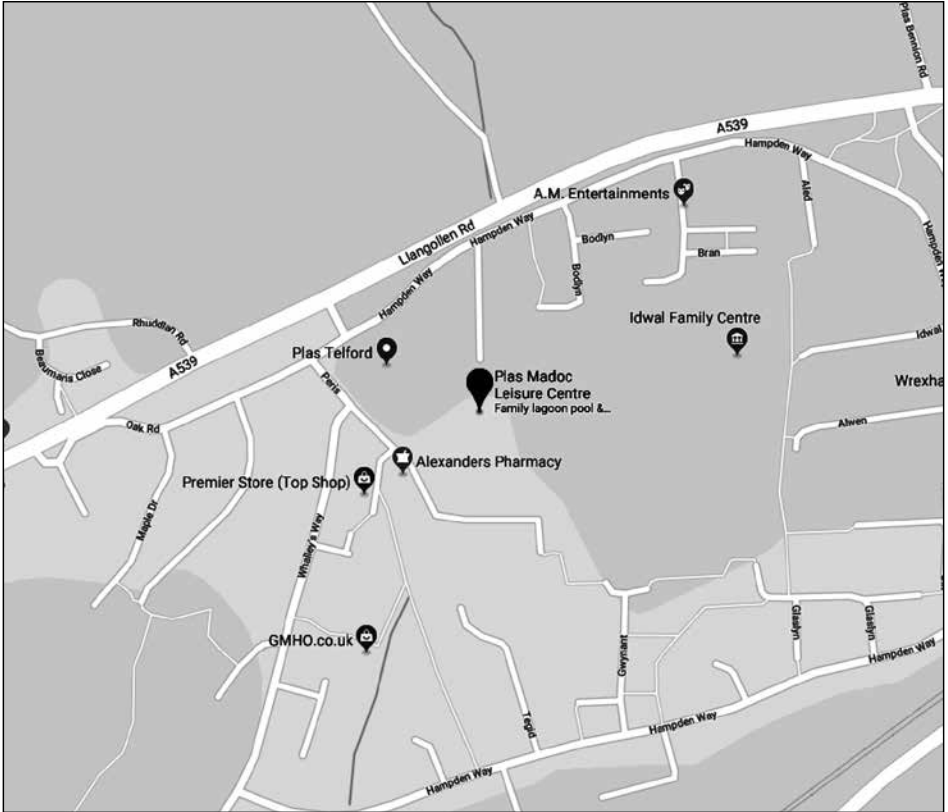 Plas Bennion Rd
A539
Hampden Way
A.M. Entertainments
Aled
Llangollen Rd
Hampden Way
Bodlyn
Bran
Hampden
Bodlyn
Hampden Way
Idwal Family Centre
Rhuddlan Rd
Idwal
Plas Telford
Beaumaris Close
A539
Peris
Plas Madoc
Leisure Centre
Family lagoon pool &...
Wrexha
Oak Rd
Alwen
Alexanders Pharmacy
Premier Store (Top Shop)
Maple Dr
Whalley's Way
GMHO.co.uk
Gwynant
Glaslyn
Glaslyn
Hampden Way
Tegid
Hampden Way
Hampden Way